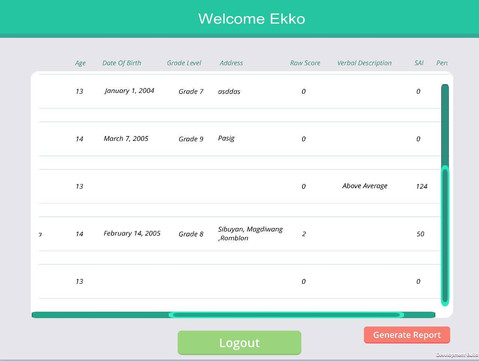 Welcome Ekko
Age Date Of Birth Grade Level Address Raw Score Verbal Description SAI Perc
13 January 1, 2004 Grade 7 asddas 0 0
14 March 7, 2005 Grade 9 Pasig 0 0
13 0 Above Average 124
14 February 14, 2005 Grade 8 Sibuyan, Magdiwang
,Romblon 2 50
13 0 0
Generate Report
Logout
Development Build